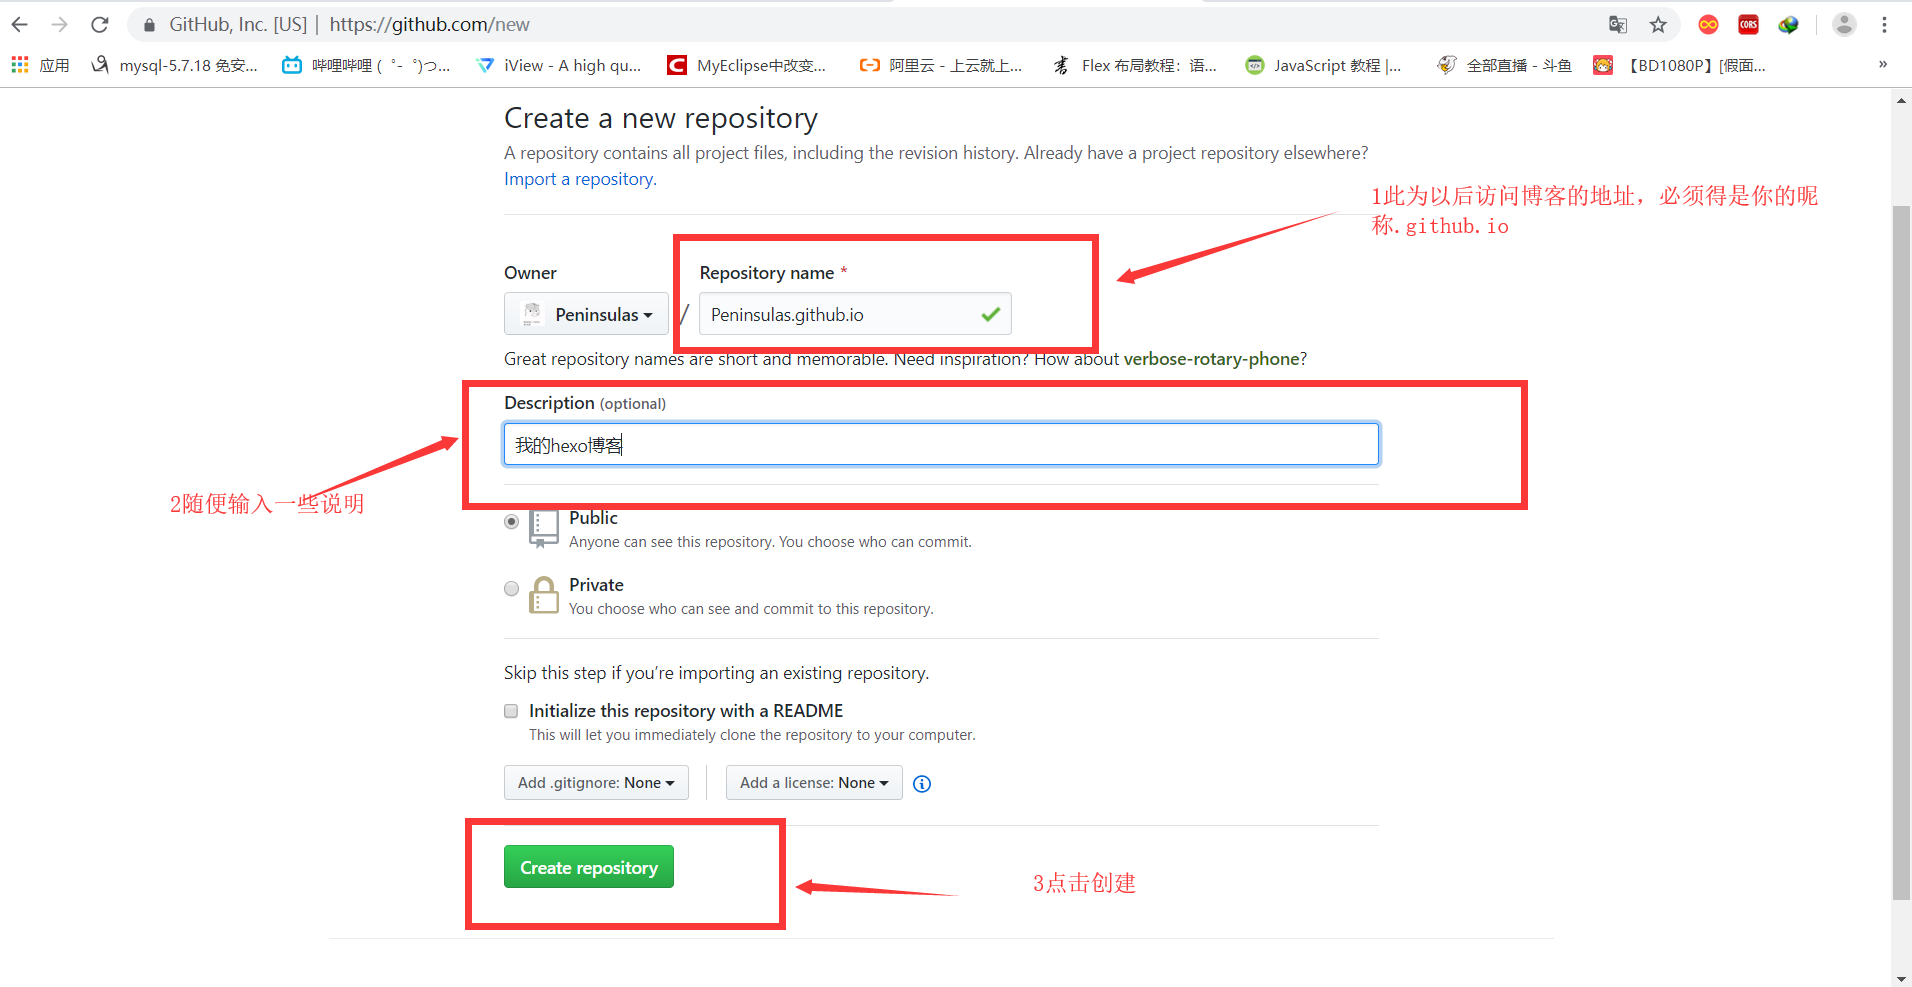 GitHub, Inc. [US] | https://github.com/new
应用
mysql-5.7.18 免安...
哔哩哔哩 ( ゜- ゜)つ...
iView - A high qu...
MyEclipse中改变...
阿里云 - 上云就上...
Flex 布局教程：语...
JavaScript 教程 |...
全部直播 - 斗鱼
【BD1080P】[假面...
»
CORS
Create a new repository
A repository contains all project files, including the revision history. Already have a project repository elsewhere?
Import a repository.
1此为以后访问博客的地址，必须得是你的昵
称.github.io
Owner
Repository name *
Peninsulas
/
Peninsulas.github.io
Great repository names are short and memorable. Need inspiration? How about verbose-rotary-phone?
Description (optional)
我的hexo博客
2随便输入一些说明
Public
Anyone can see this repository. You choose who can commit.
Private
You choose who can see and commit to this repository.
Skip this step if you’re importing an existing repository.
Initialize this repository with a README
This will let you immediately clone the repository to your computer.
Add .gitignore: None
Add a license: None
Create repository
3点击创建